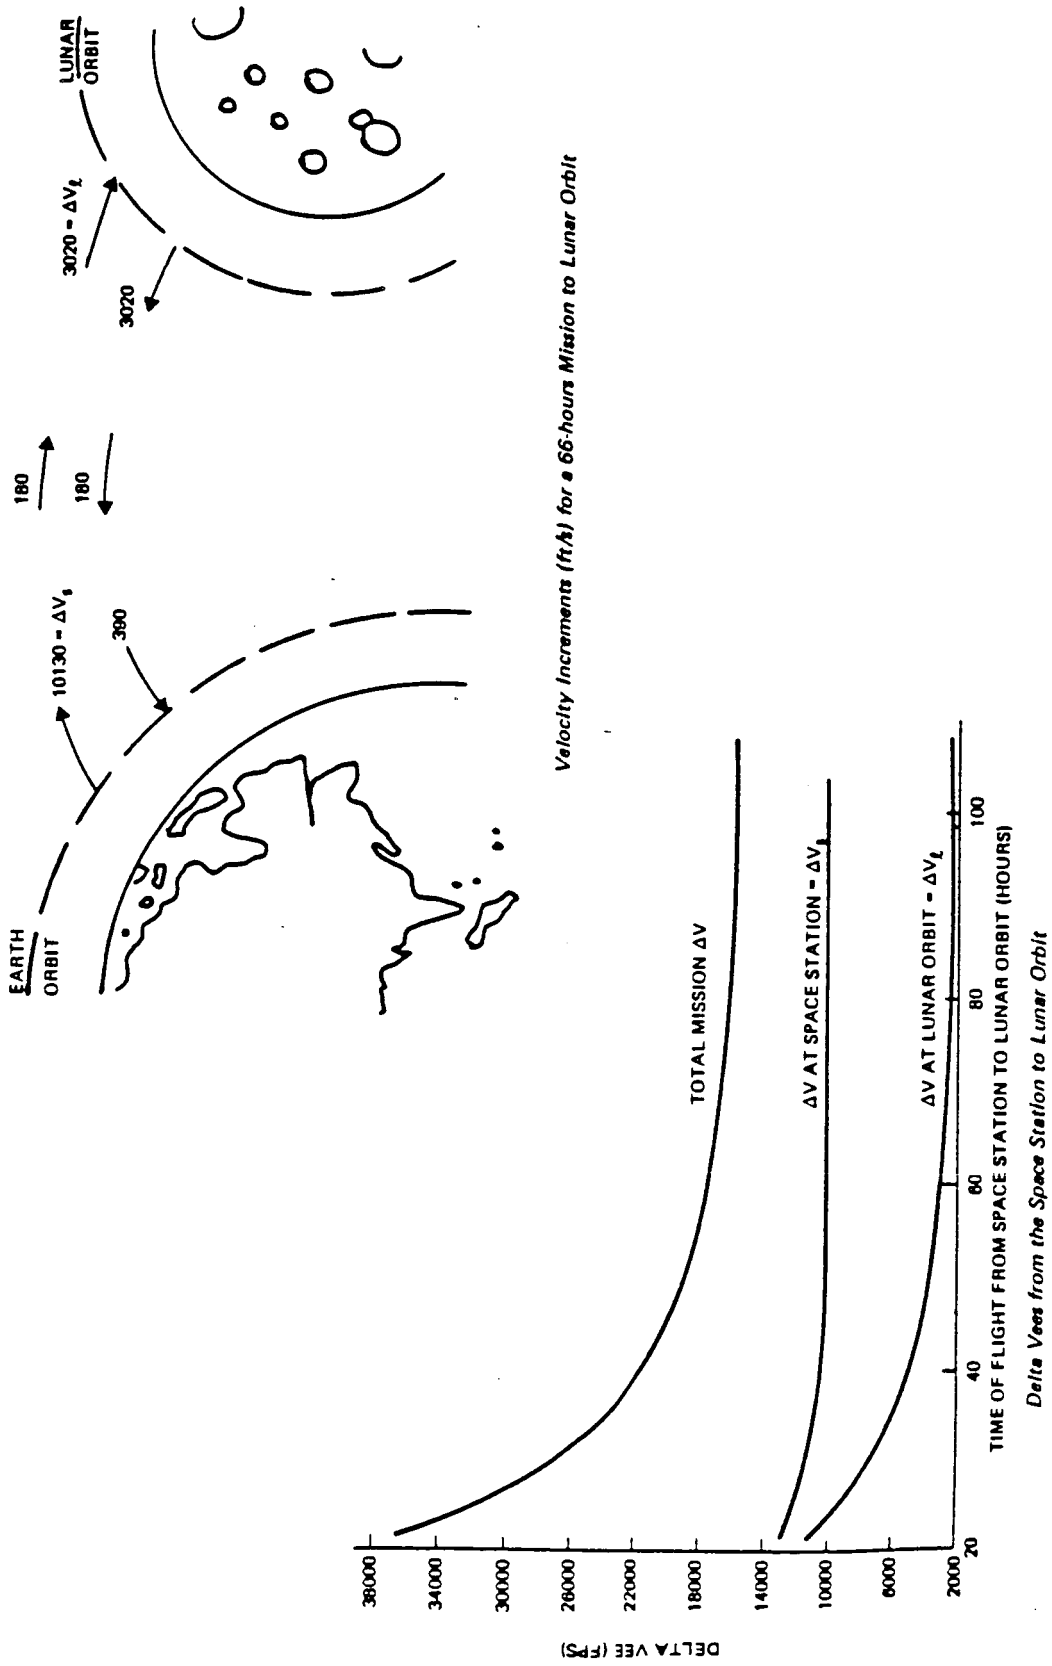 EARTH
ORBIT
10130 = ΔVs
390
180
180
3020 = ΔVℓ
3020
LUNAR
ORBIT
Velocity Increments (ft/s) for a 66-hours Mission to Lunar Orbit
DELTA VEE (FPS)
38000
34000
30000
26000
22000
18000
14000
10000
6000
2000
TOTAL MISSION ΔV
ΔV AT SPACE STATION = ΔVs
ΔV AT LUNAR ORBIT = ΔVℓ
20
40
60
80
100
TIME OF FLIGHT FROM SPACE STATION TO LUNAR ORBIT (HOURS)
Delta Vees from the Space Station to Lunar Orbit